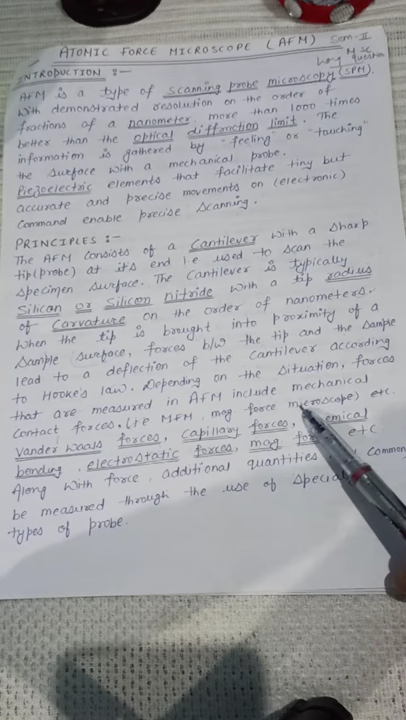 ATOMIC FORCE MICROSCOPE (AFM) Sem-II
MSc
Long question
INTRODUCTION :-
AFM is a type of scanning probe microscopy (SPM).
With demonstrated resolution on the order of
fractions of a nanometer, more than 1000 times
better than the optical diffraction limit. The
information is gathered by "feeling" or "touching"
the surface with a mechanical probe.
Piezoelectric elements that facilitate tiny but
accurate and precise movements on (electronic)
command enable precise scanning.
PRINCIPLES :-
The AFM consists of a Cantilever with a sharp
tip (probe) at it's end i.e used to scan the
specimen surface. The cantilever is typically
Silicon or Silicon nitride with a tip radius
of Carvature on the order of nanometers.
When the tip is brought into proximity of a
Sample surface, forces b/w the tip and the sample
lead to a deflection of the cantilever according
to Hooke's law. Depending on the situation, forces
that are measured in AFM include mechanical
contact forces. (i.e MFM, mag force microscope) etc.
Vander waals forces, Capillary forces, chemical
bonding, electrostatic forces, mag etc
Along with force, additional quantities common
be measured through the use of special
types of probe.